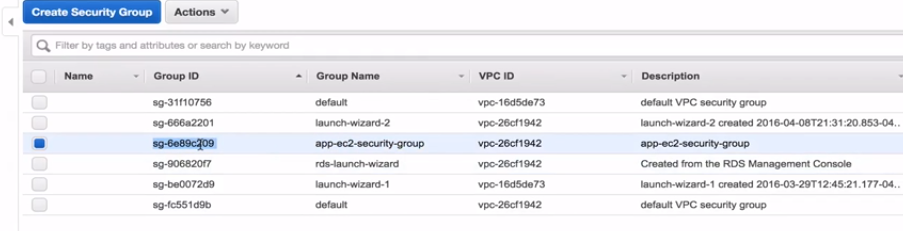 Create Security Group Actions
Filter by tags and attributes or search by keyword
Name Group ID Group Name VPC ID Description
sg-31f10756 default vpc-16d5de73 default VPC security group
sg-666a2201 launch-wizard-2 vpc-26cf1942 launch-wizard-2 created 2016-04-08T21:31:20.853-04..
sg-6e89c209 app-ec2-security-group vpc-26cf1942 app-ec2-security-group
sg-906820f7 rds-launch-wizard vpc-26cf1942 Created from the RDS Management Console
sg-be0072d9 launch-wizard-1 vpc-16d5de73 launch-wizard-1 created 2016-03-29T12:45:21.177-04..
sg-fc551d9b default vpc-26cf1942 default VPC security group